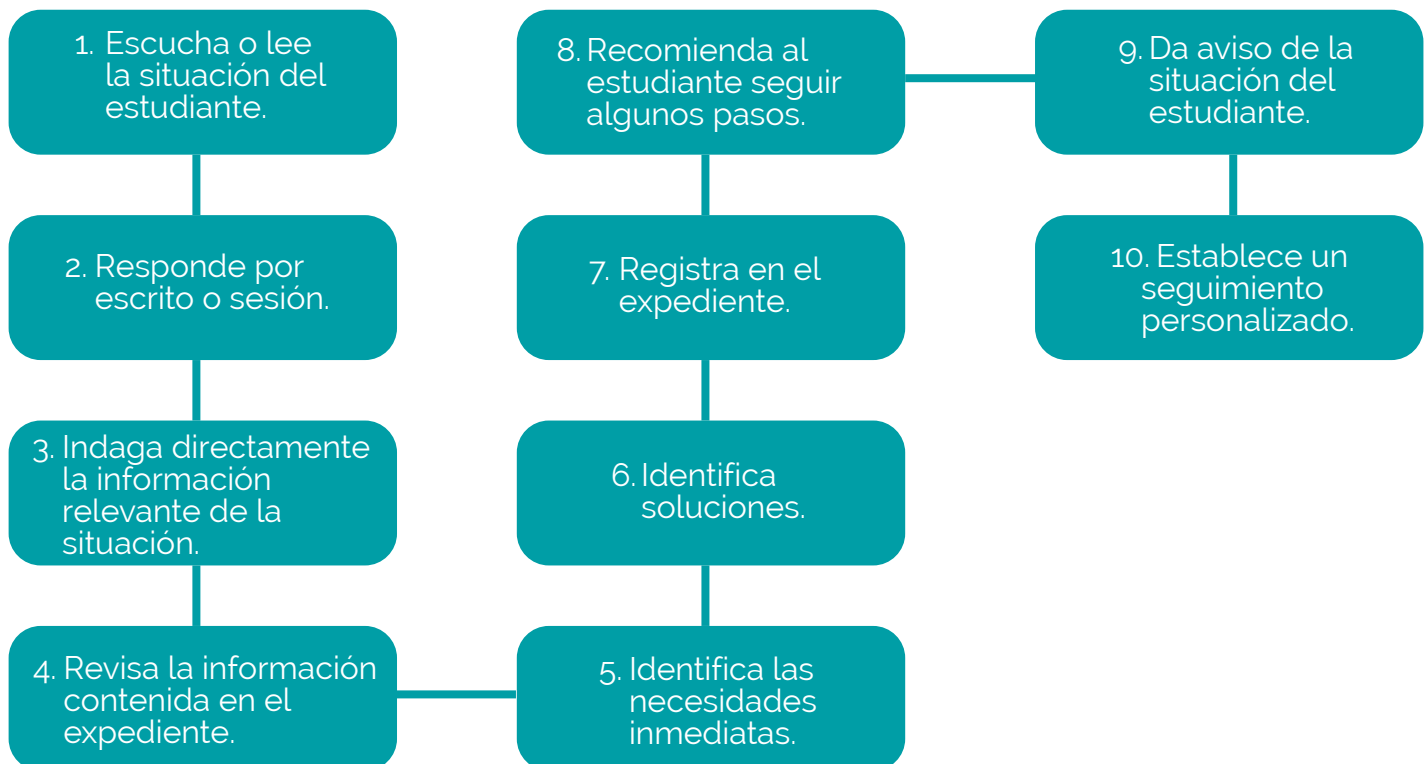 1. Escucha o lee
la situación del
estudiante.
2. Responde por
escrito o sesión.
3. Indaga directamente
la información
relevante de la
situación.
4. Revisa la información
contenida en el
expediente.
5. Identifica las
necesidades
inmediatas.
6. Identifica
soluciones.
7. Registra en el
expediente.
8. Recomienda al
estudiante seguir
algunos pasos.
9. Da aviso de la
situación del
estudiante.
10. Establece un
seguimiento
personalizado.